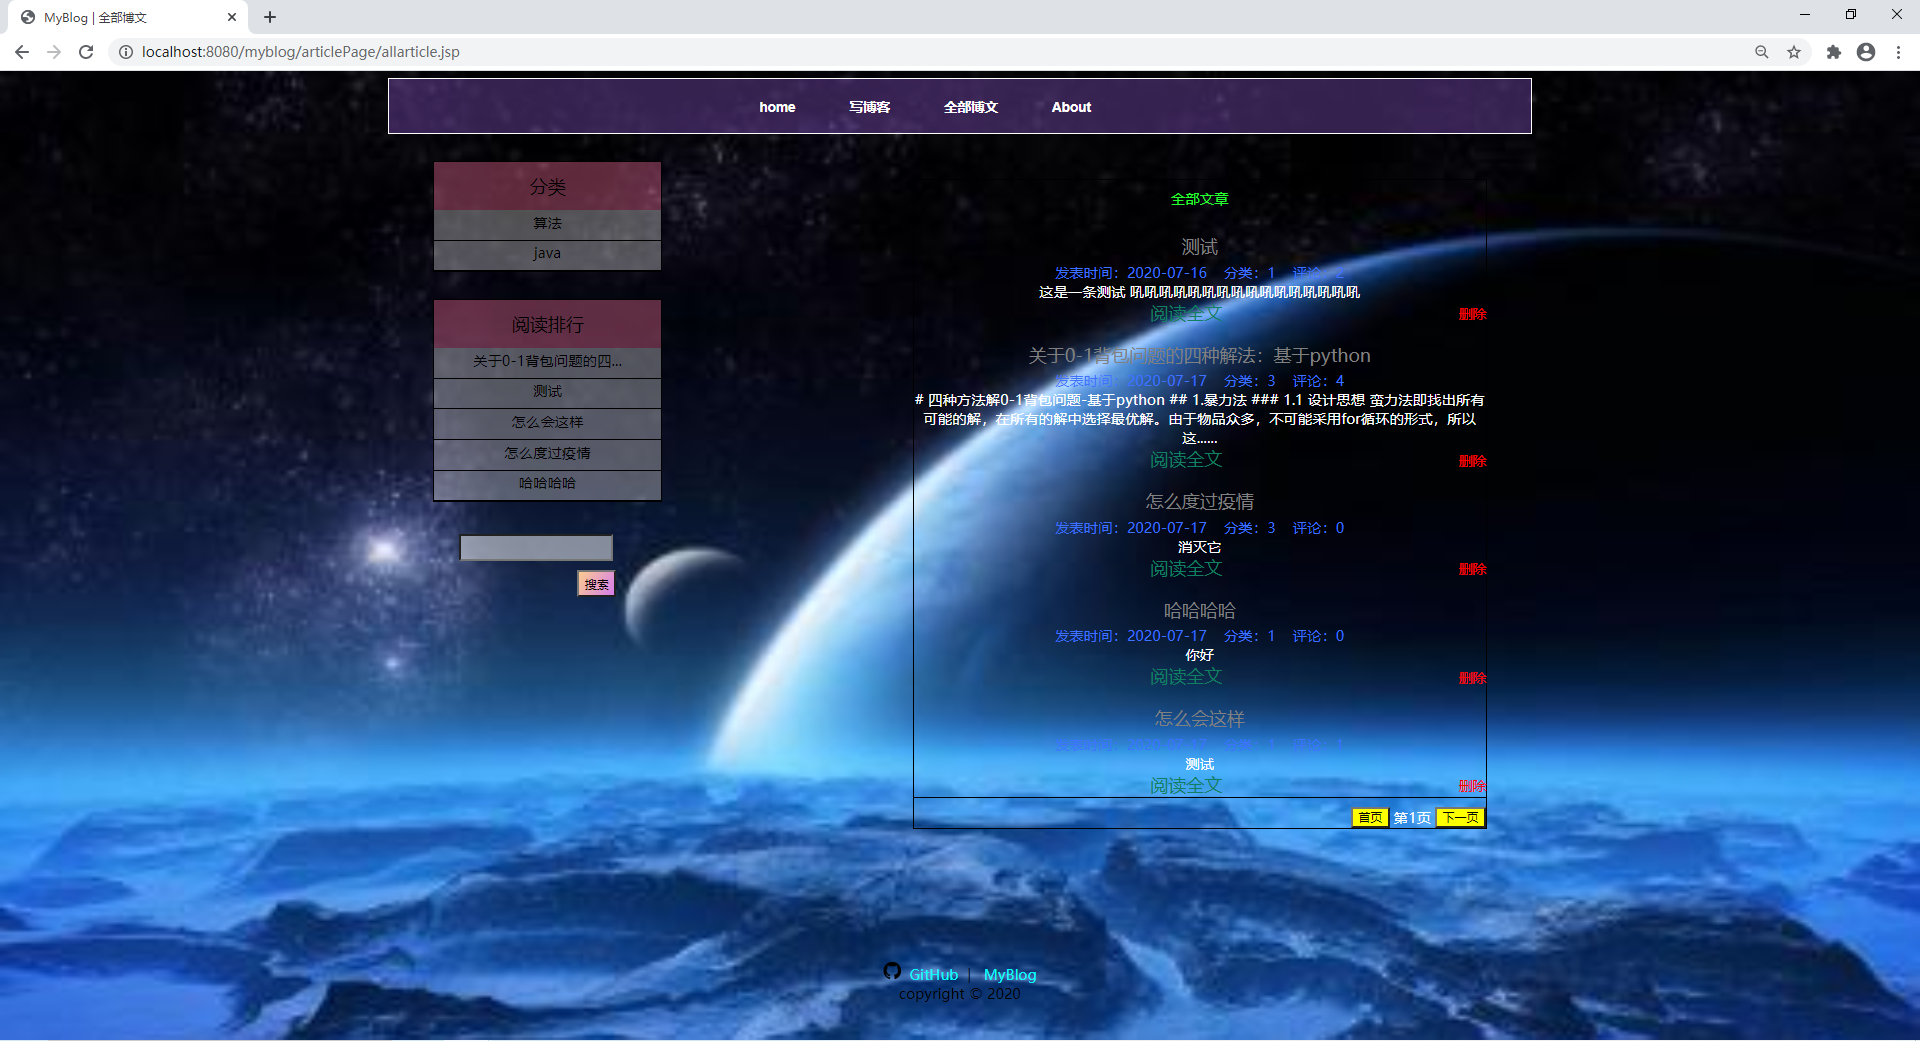 MyBlog | 全部博文
localhost:8080/myblog/articlePage/allarticle.jsp
home 写博客 全部博文 About
分类
算法
java
阅读排行
关于0-1背包问题的四...
测试
怎么会这样
怎么度过疫情
哈哈哈哈
搜索
全部文章
测试
发表时间：2020-07-16 分类：1 评论：2
这是一条测试 吼吼吼吼吼吼吼吼吼吼吼吼吼吼吼吼
阅读全文 删除
关于0-1背包问题的四种解法：基于python
发表时间：2020-07-17 分类：3 评论：4
# 四种方法解0-1背包问题-基于python ## 1.暴力法 ### 1.1 设计思想 蛮力法即找出所有
可能的解，在所有的解中选择最优解。由于物品众多，不可能采用for循环的形式，所以
这......
阅读全文 删除
怎么度过疫情
发表时间：2020-07-17 分类：3 评论：0
消灭它
阅读全文 删除
哈哈哈哈
发表时间：2020-07-17 分类：1 评论：0
你好
阅读全文 删除
怎么会这样
发表时间：2020-07-17 分类：1 评论：1
测试
阅读全文 删除
首页 第1页 下一页
GitHub | MyBlog
copyright © 2020